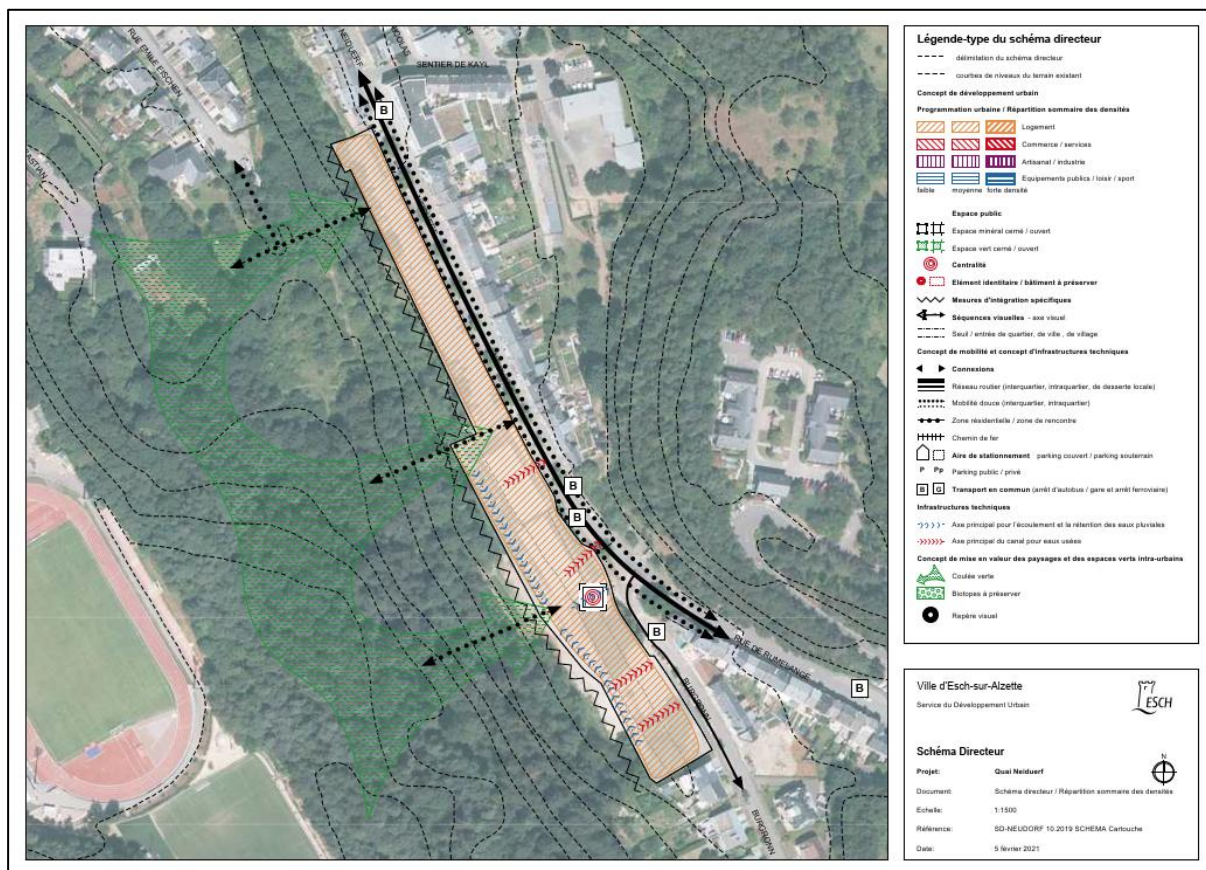 RUE EMILE FISCHER
NEIDUERF
SENTIER DE KAYL
B
B
B
B
B
RUE DE RUMELANGE
BURGRONN
BURGRONN
Légende-type du schéma directeur
délimitation du schéma directeur
courbes de niveaux du terrain existant
Concept de développement urbain
Programmation urbaine / Répartition sommaire des densités
Logement
Commerce / services
Artisanat / industrie
Equipements publics / loisir / sport
faible moyenne forte densité
Espace public
Espace minéral cerné / ouvert
Espace vert cerné / ouvert
Centralité
Elément identitaire / bâtiment à préserver
Mesures d'intégration spécifiques
Séquences visuelles - axe visuel
Seuil / entrée de quartier, de ville , de village
Concept de mobilité et concept d'infrastructures techniques
Connexions
Réseau routier (interquartier, intraquartier, de desserte locale)
Mobilité douce (interquartier, intraquartier)
Zone résidentielle / zone de rencontre
Chemin de fer
Aire de stationnement parking couvert / parking souterrain
P Pp Parking public / privé
B G Transport en commun (arrêt d'autobus / gare et arrêt ferroviaire)
Infrastructures techniques
Axe principal pour l'écoulement et la rétention des eaux pluviales
Axe principal du canal pour eaux usées
Concept de mise en valeur des paysages et des espaces verts intra-urbains
Coulée verte
Biotopes à préserver
Repère visuel
Ville d'Esch-sur-Alzette
Service du Développement Urbain
ESCH
Schéma Directeur
N
Projet: Quai Neiduerf
Document: Schéma directeur / Répartition sommaire des densités
Echelle: 1:1500
Référence: SD-NEUDORF 10.2019 SCHEMA Cartouche
Date: 5 février 2021